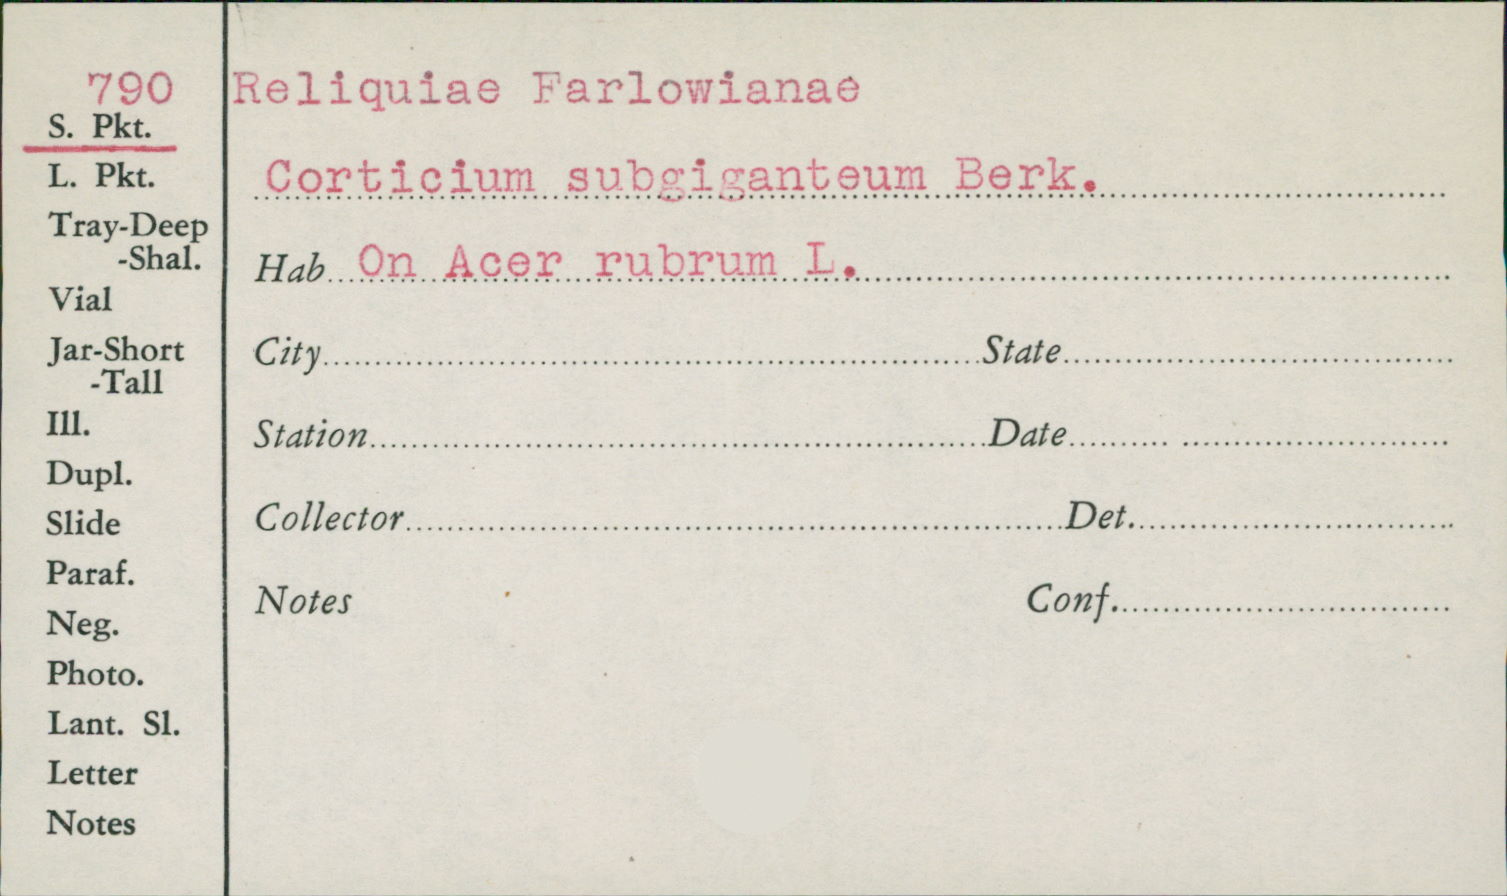 790
S. Pkt.
L. Pkt.
Tray-Deep
-Shal.
Vial
Jar-Short
-Tall
Ill.
Dupl.
Slide
Paraf.
Neg.
Photo.
Lant. Sl.
Letter
Notes
Reliquiae Farlowianae
Corticium subgiganteum Berk.
Hab On Acer rubrum L.
City State
Station Date
Collector Det.
Notes Conf.